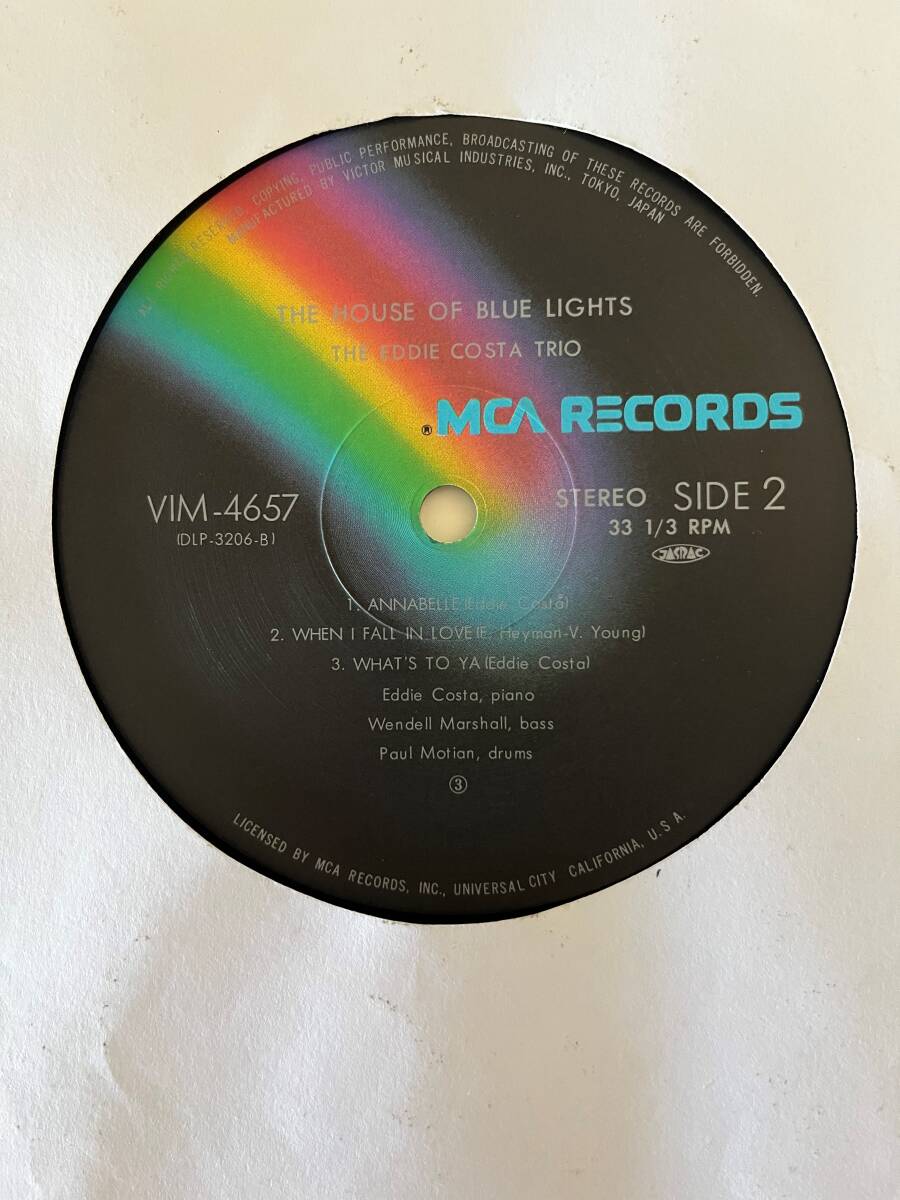 ALL RIGHTS RESERVED. COPYING, PUBLIC PERFORMANCE, BROADCASTING OF THESE RECORDS ARE FORBIDDEN.
MANUFACTURED BY VICTOR MUSICAL INDUSTRIES, INC., TOKYO, JAPAN
THE HOUSE OF BLUE LIGHTS
THE EDDIE COSTA TRIO
® MCA RECORDS
VIM-4657
(DLP-3206-B)
STEREO SIDE 2
33 1/3 RPM
JASRAC
1. ANNABELLE (Eddie Costa)
2. WHEN I FALL IN LOVE (E. Heyman-V. Young)
3. WHAT'S TO YA (Eddie Costa)
Eddie Costa, piano
Wendell Marshall, bass
Paul Motian, drums
③
LICENSED BY MCA RECORDS, INC., UNIVERSAL CITY CALIFORNIA, U.S.A.